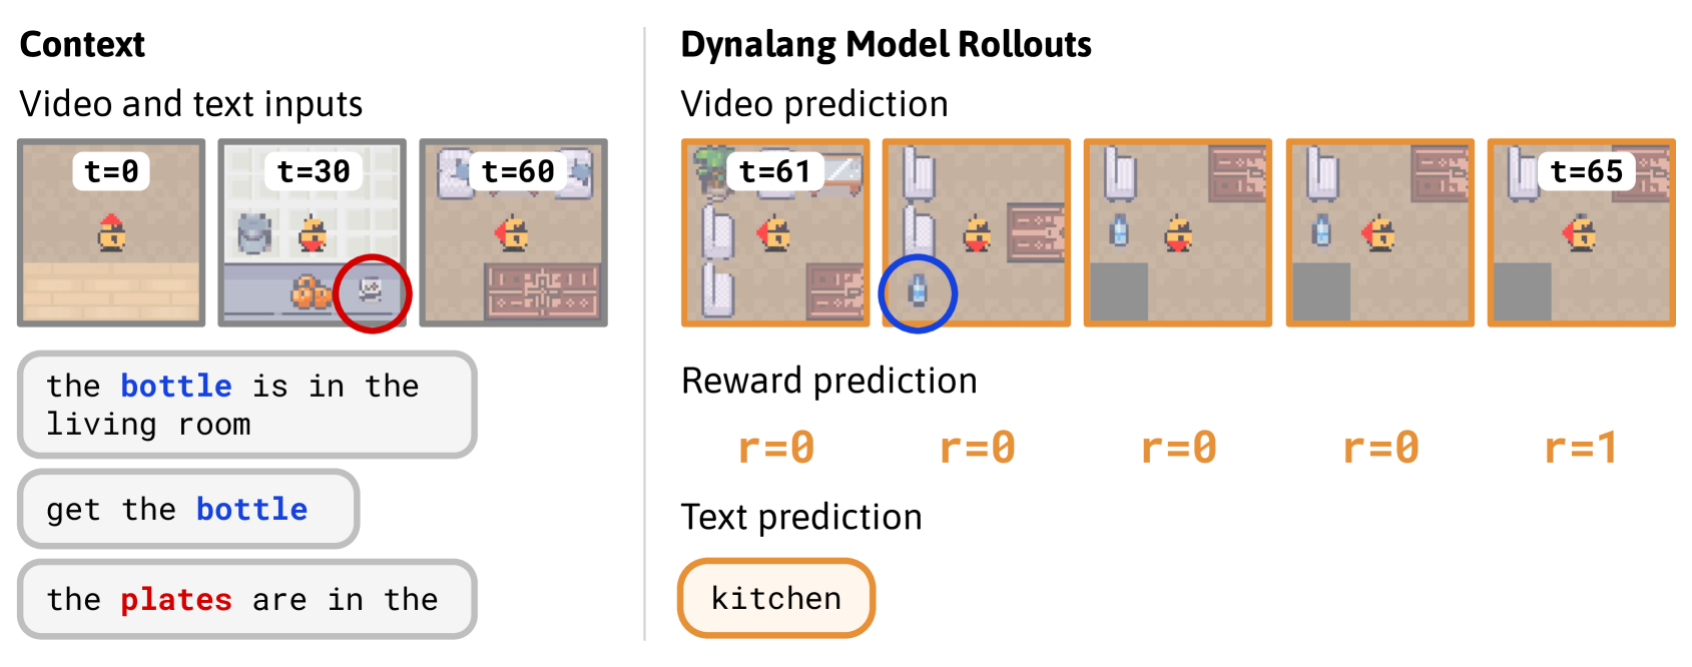 Context
Video and text inputs
t=0
t=30
t=60
the bottle is in the
living room
get the bottle
the plates are in the
Dynalang Model Rollouts
Video prediction
t=61
t=65
Reward prediction
r=0
r=0
r=0
r=0
r=1
Text prediction
kitchen